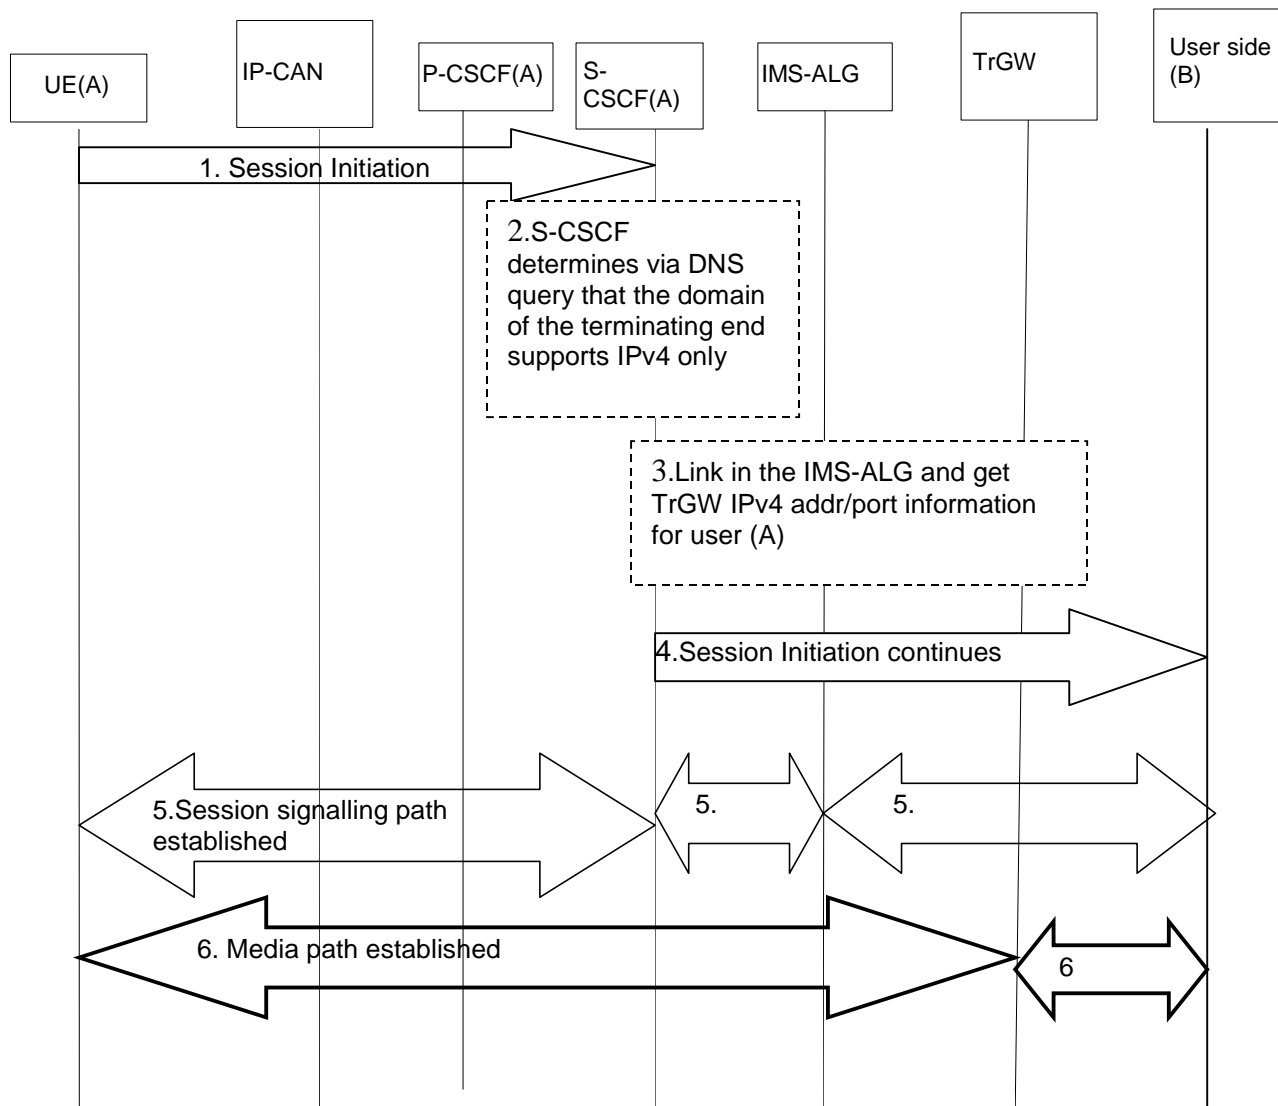 UE(A)
IP-CAN
P-CSCF(A)
S-
CSCF(A)
IMS-ALG
TrGW
User side
(B)
1. Session Initiation
2.S-CSCF
determines via DNS
query that the domain
of the terminating end
supports IPv4 only
3.Link in the IMS-ALG and get
TrGW IPv4 addr/port information
for user (A)
4.Session Initiation continues
5.Session signalling path
established
5.
5.
6. Media path established
6